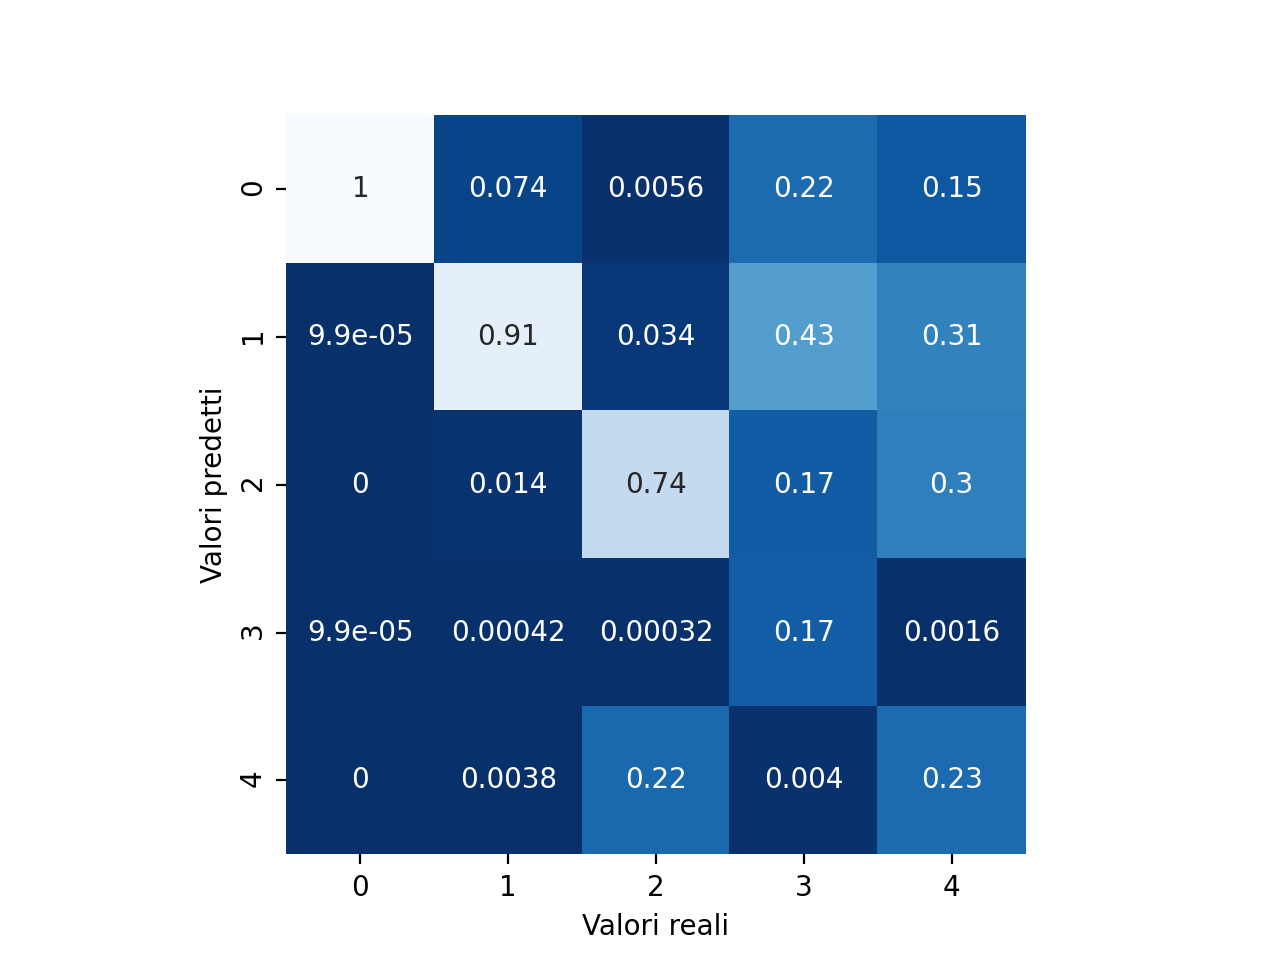 0 1 0.074 0.0056 0.22 0.15
1 9.9e-05 0.91 0.034 0.43 0.31
2 0 0.014 0.74 0.17 0.3
3 9.9e-05 0.00042 0.00032 0.17 0.0016
4 0 0.0038 0.22 0.004 0.23
0 1 2 3 4
Valori predetti
Valori reali